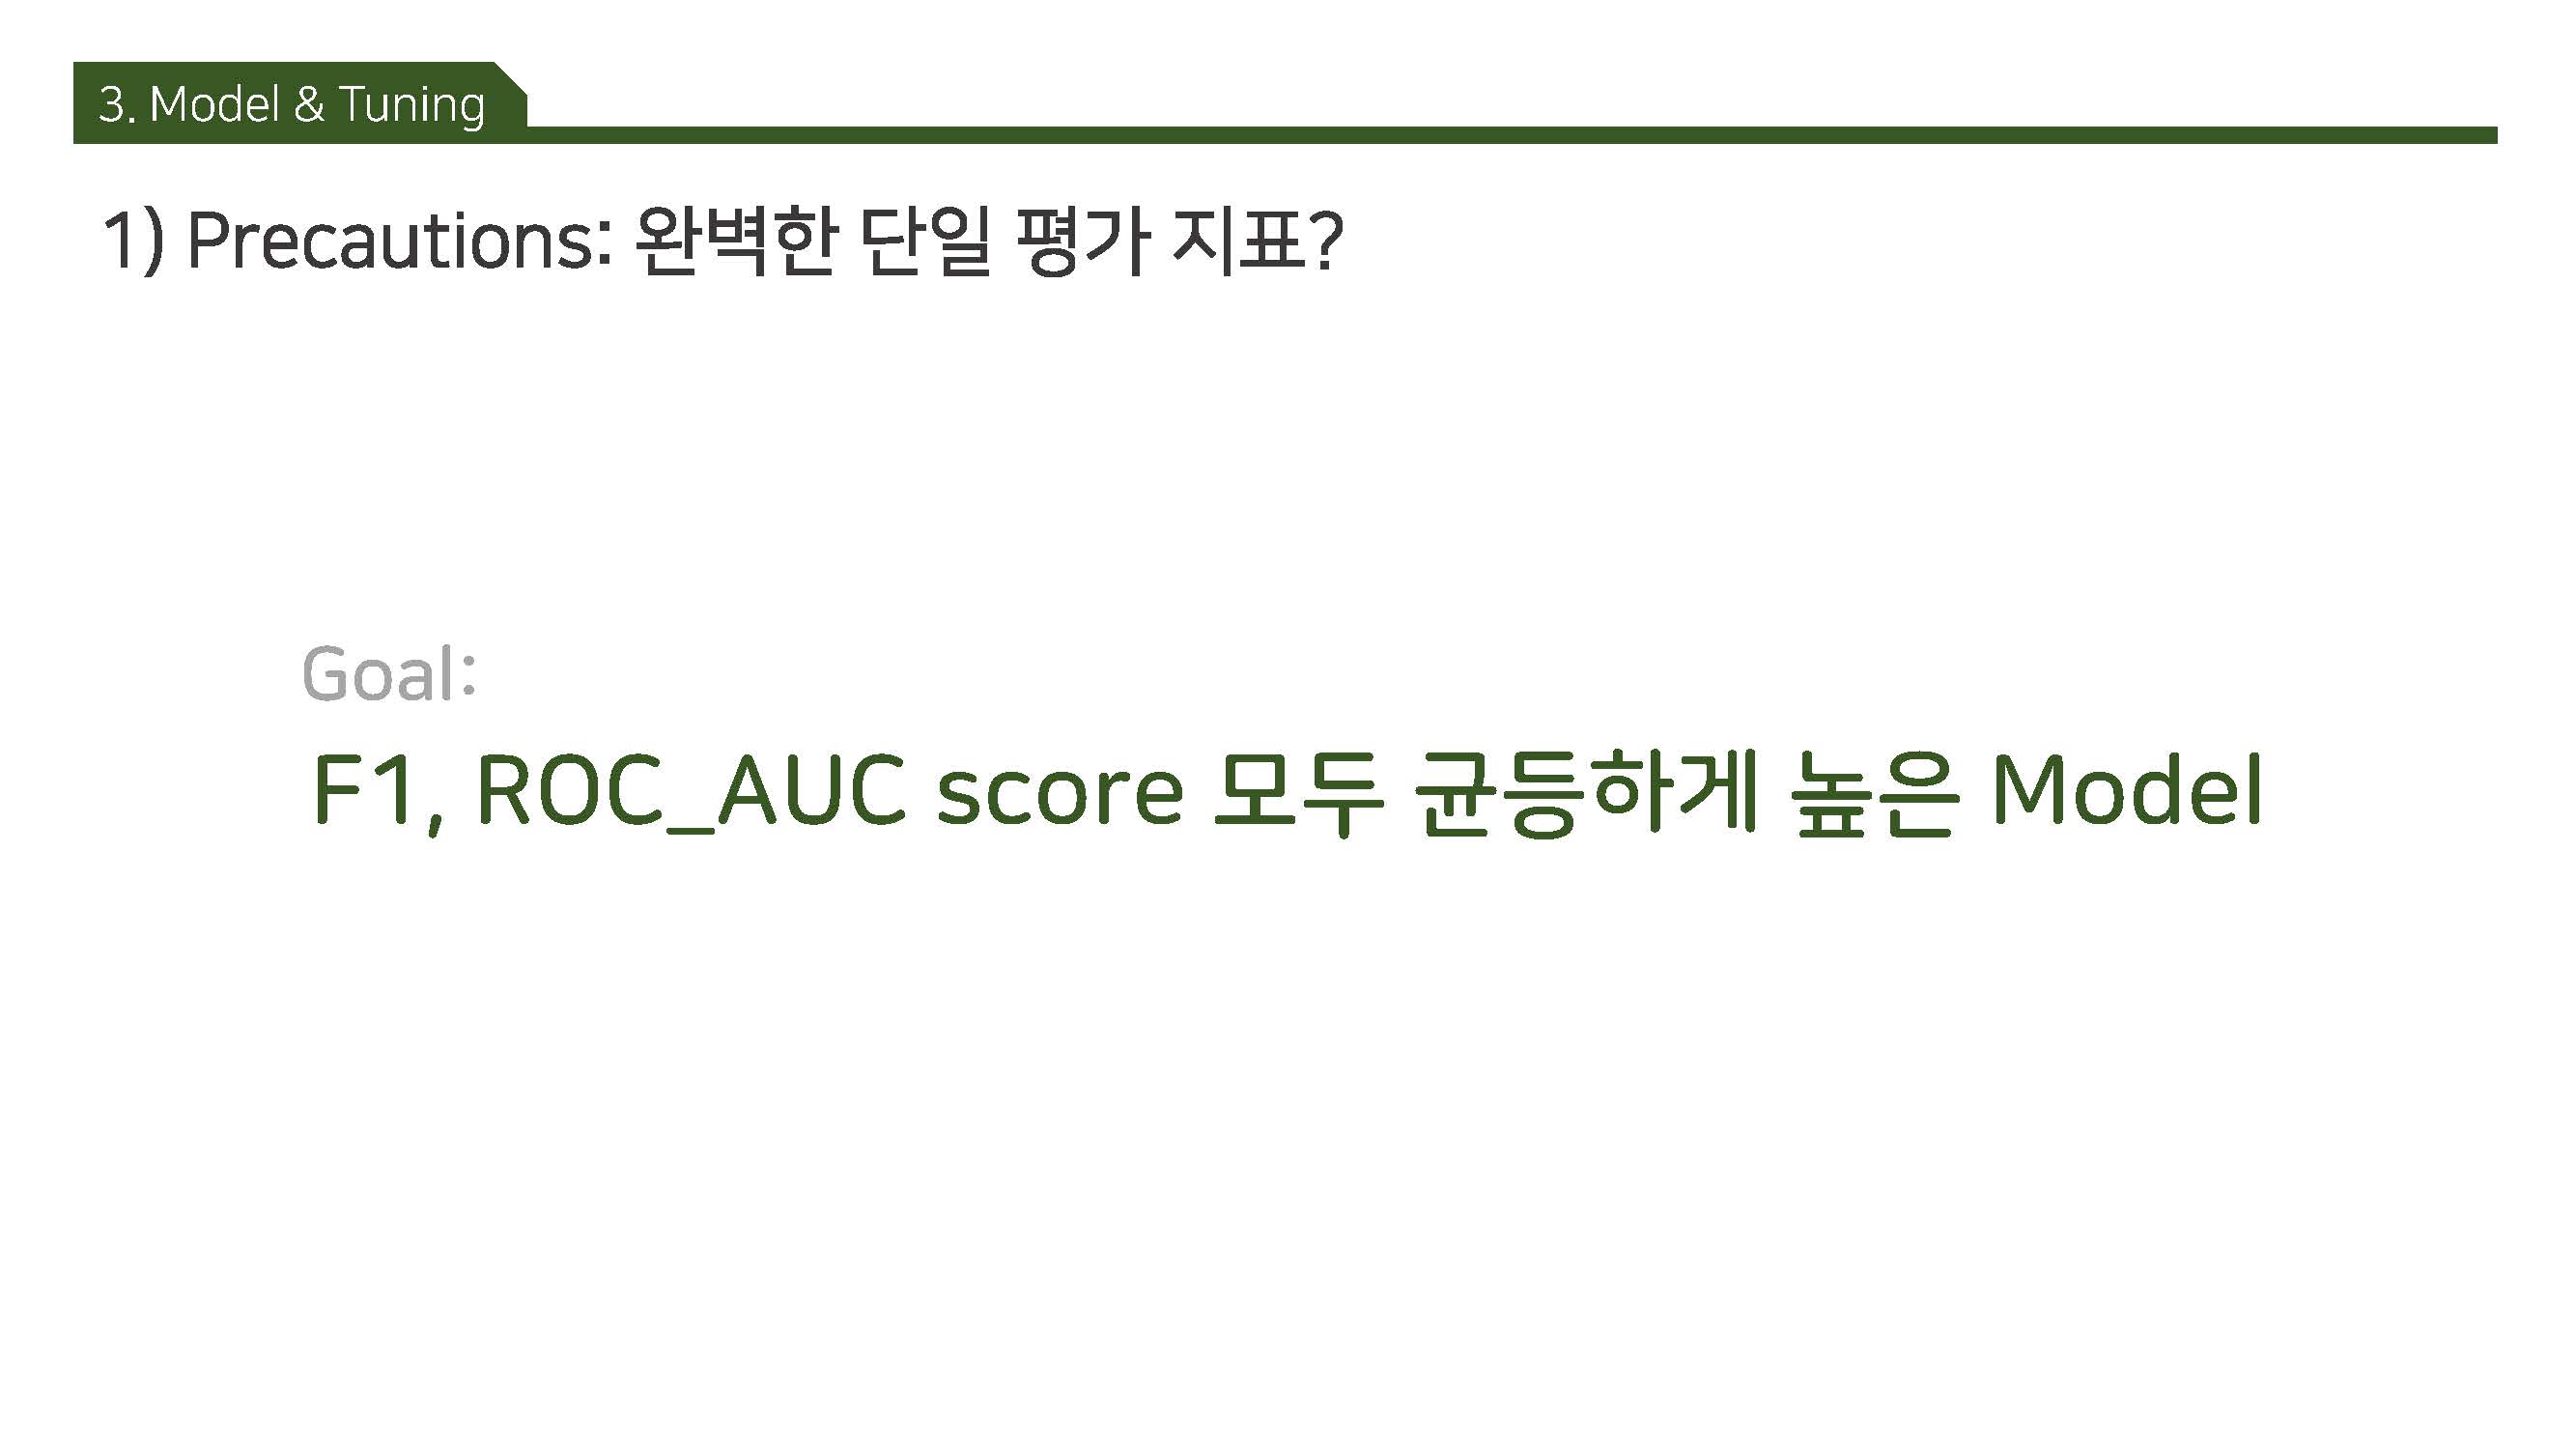 3. Model & Tuning
1) Precautions: 완벽한 단일 평가 지표?
Goal:
F1, ROC_AUC score 모두 균등하게 높은 Model